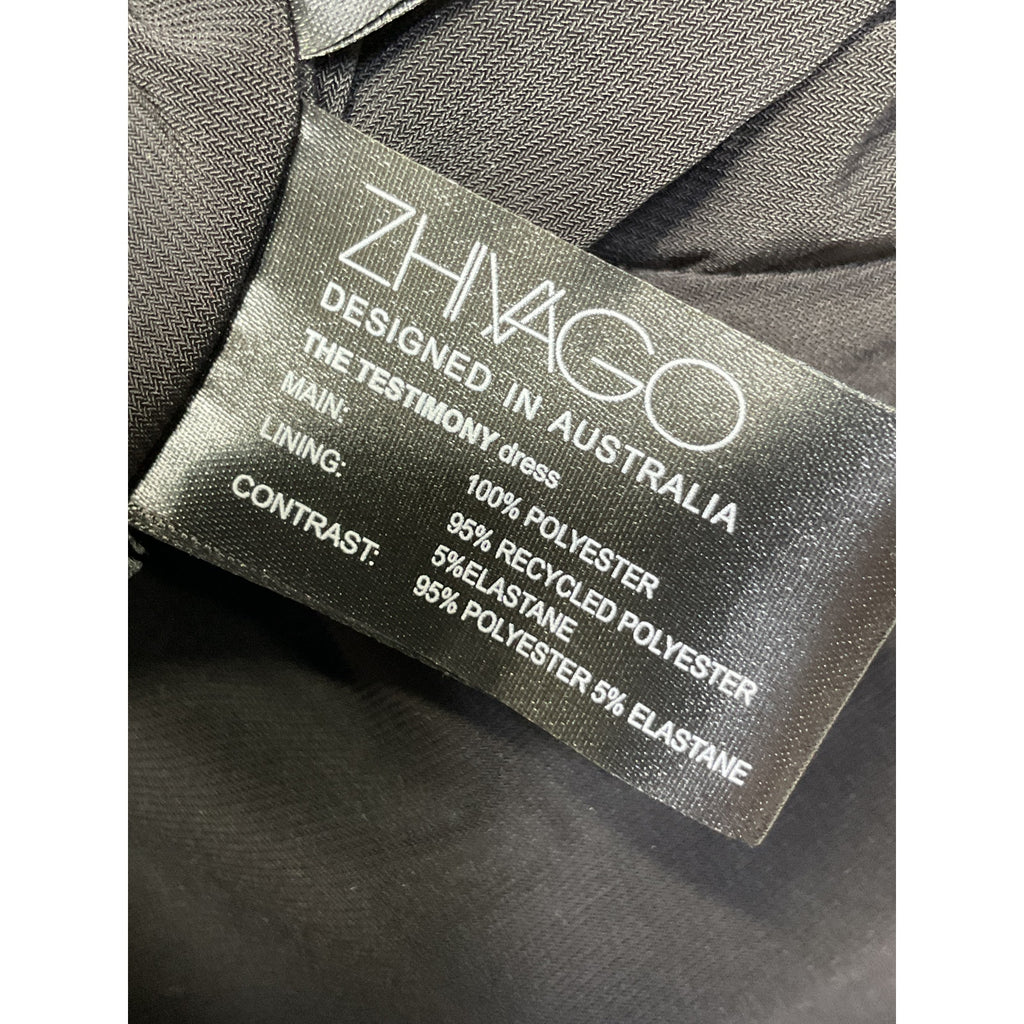 ZHIVAGO
DESIGNED IN AUSTRALIA
THE TESTIMONY dress
MAIN: 100% POLYESTER
LINING: 95% RECYCLED POLYESTER
5%ELASTANE
CONTRAST: 95% POLYESTER 5% ELASTANE